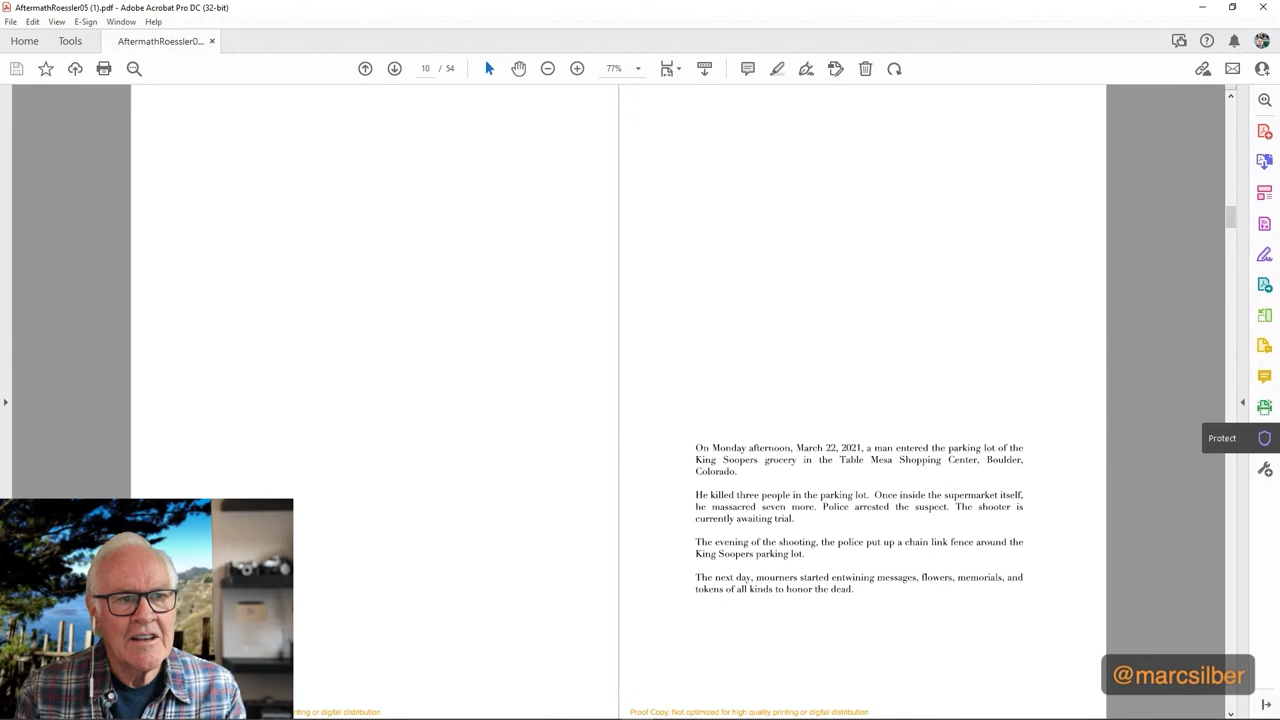 AftermathRoessler05 (1).pdf - Adobe Acrobat Pro DC (32-bit)
File Edit View E-Sign Window Help
Home Tools AftermathRoessler0... ×
10 / 54 77%
On Monday afternoon, March 22, 2021, a man entered the parking lot of the
King Soopers grocery in the Table Mesa Shopping Center, Boulder,
Colorado.
He killed three people in the parking lot. Once inside the supermarket itself,
he massacred seven more. Police arrested the suspect. The shooter is
currently awaiting trial.
The evening of the shooting, the police put up a chain link fence around the
King Soopers parking lot.
The next day, mourners started entwining messages, flowers, memorials, and
tokens of all kinds to honor the dead.
Protect
@marcsilber
nting or digital distribution
Proof Copy: Not optimized for high quality printing or digital distribution